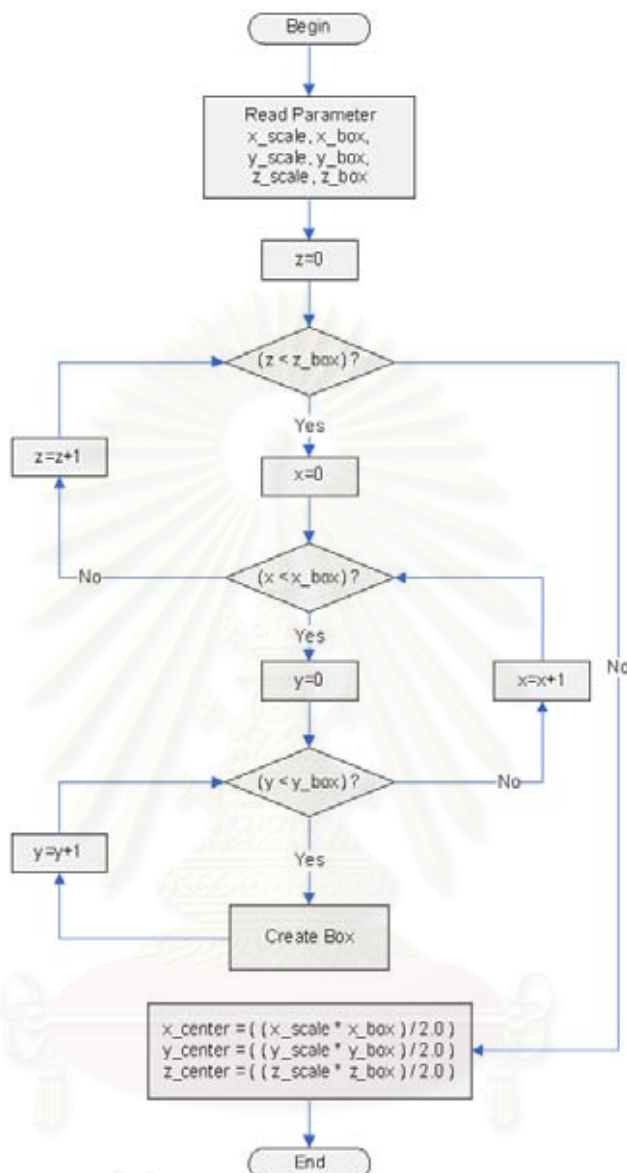 Begin
Read Parameter
x_scale, x_box,
y_scale, y_box,
z_scale, z_box
z=0
(z < z_box) ?
Yes
z=z+1
x=0
(x < x_box) ?
No
Yes
No
y=0
x=x+1
(y < y_box) ?
No
y=y+1
Yes
Create Box
x_center = ( ( x_scale * x_box ) / 2.0 )
y_center = ( ( y_scale * y_box ) / 2.0 )
z_center = ( ( z_scale * z_box ) / 2.0 )
End